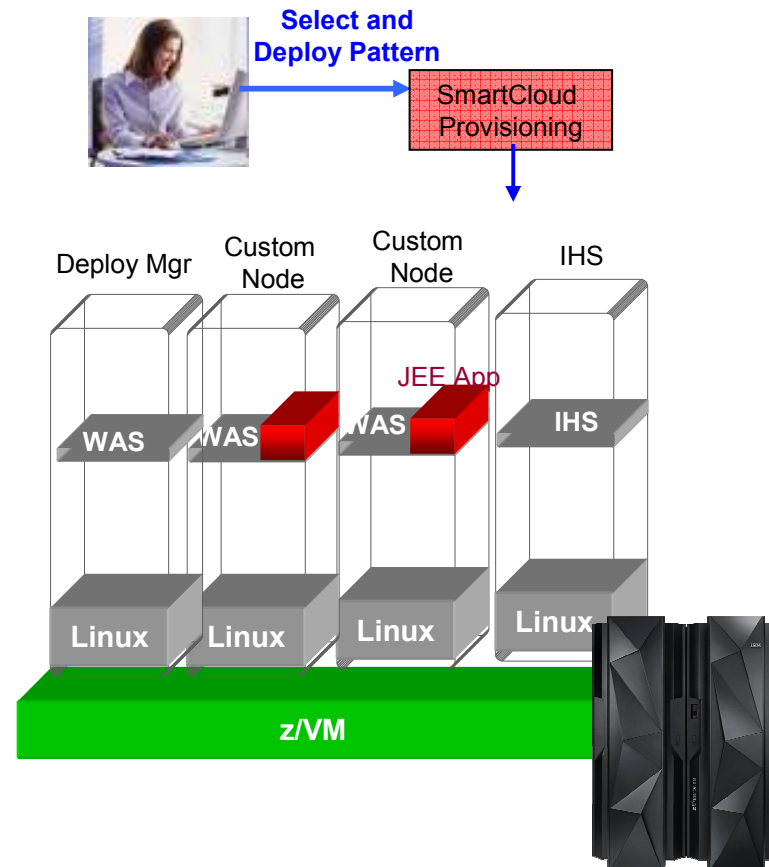 Select and
Deploy Pattern
SmartCloud
Provisioning
Deploy Mgr
Custom
Node
Custom
Node
IHS
JEE App
WAS
WAS
WAS
IHS
Linux
Linux
Linux
Linux
z/VM